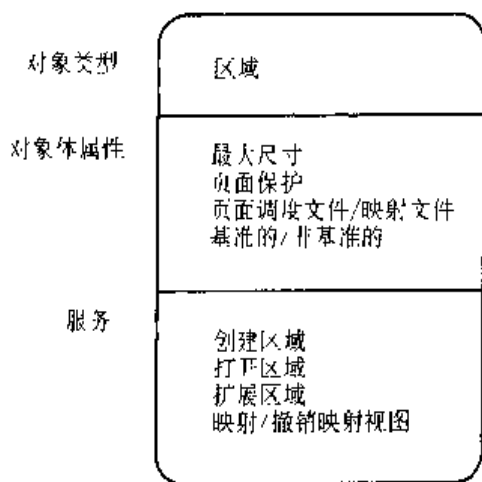 对象类型
区域
对象体属性
最大尺寸
页面保护
页面调度文件/映射文件
基准的/非基准的
服务
创建区域
打开区域
扩展区域
映射/撤销映射视图